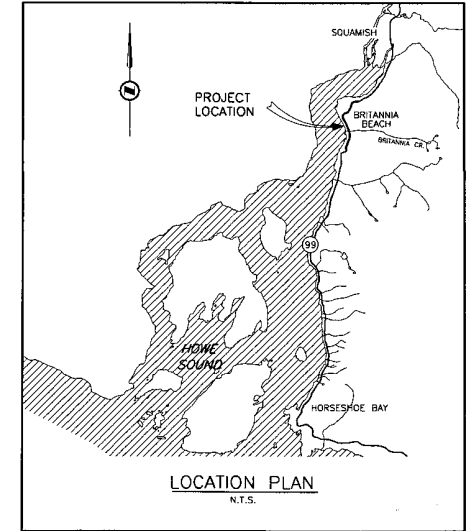 SQUAMISH
PROJECT
LOCATION
BRITANNIA
BEACH
BRITANNIA CR.
99
HOWE
SOUND
HORSESHOE BAY
LOCATION PLAN
N.T.S.